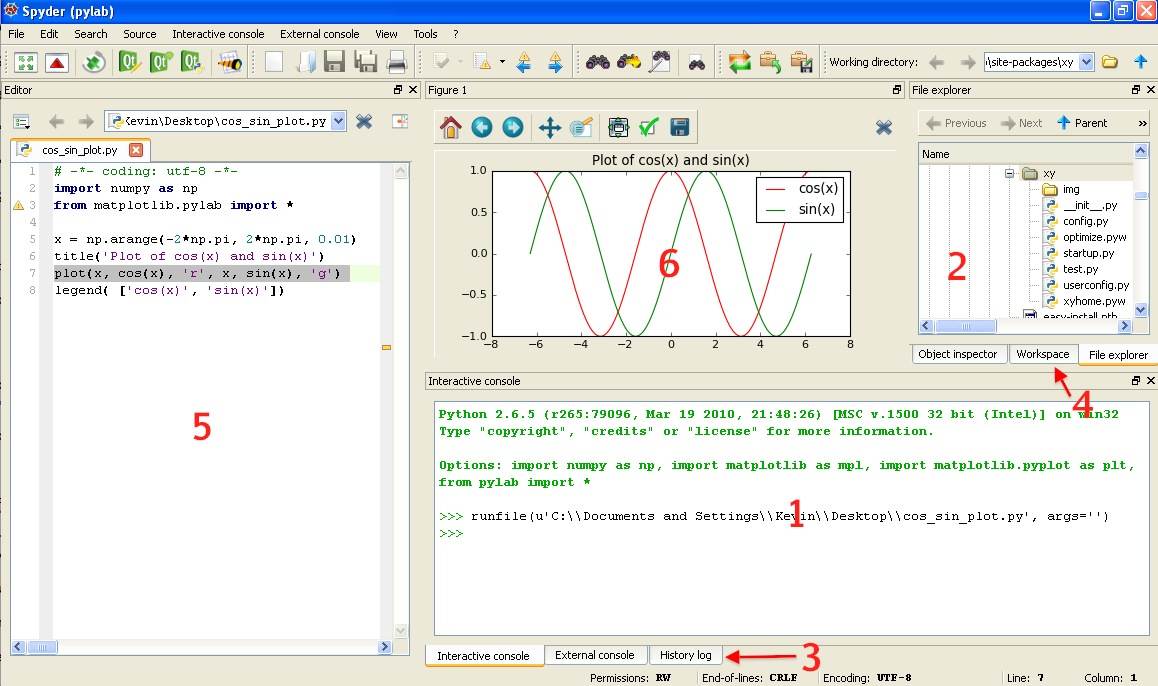 Spyder (pylab)
File Edit Search Source Interactive console External console View Tools ?
Working directory: \site-packages\xy
Editor
Kevin\Desktop\cos_sin_plot.py
cos_sin_plot.py
1 # -*- coding: utf-8 -*-
2 import numpy as np
3 from matplotlib.pylab import *
4
5 x = np.arange(-2*np.pi, 2*np.pi, 0.01)
6 title('Plot of cos(x) and sin(x)')
7 plot(x, cos(x), 'r', x, sin(x), 'g')
8 legend( ['cos(x)', 'sin(x)'])
5
Figure 1
Plot of cos(x) and sin(x)
1.0
0.5
0.0
−0.5
−1.0
−8 −6 −4 −2 0 2 4 6 8
cos(x)
sin(x)
6
File explorer
Previous Next Parent »
Name
xy
img
__init__.py
config.py
optimize.pyw
startup.py
test.py
userconfig.py
xyhome.pyw
easy-install.pth
2
Object inspector Workspace File explorer
4
Interactive console
Python 2.6.5 (r265:79096, Mar 19 2010, 21:48:26) [MSC v.1500 32 bit (Intel)] on win32
Type "copyright", "credits" or "license" for more information.
Options: import numpy as np, import matplotlib as mpl, import matplotlib.pyplot as plt,
from pylab import *
>>> runfile(u'C:\\Documents and Settings\\Kevin\\Desktop\\cos_sin_plot.py', args='')
>>>
1
Interactive console External console History log
3
Permissions: RW End-of-lines: CRLF Encoding: UTF-8 Line: 7 Column: 1